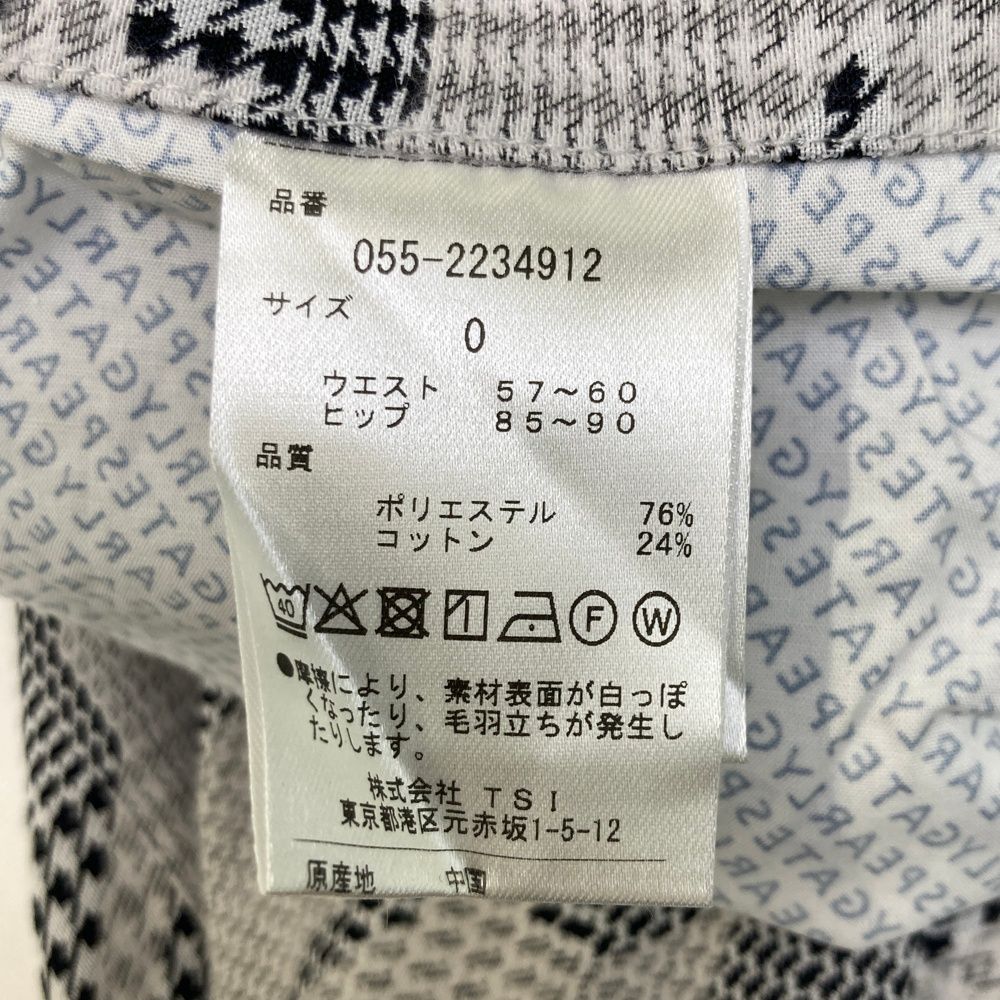 品番
055-2234912
サイズ
0
ウエスト 57～60
ヒップ 85～90
品質
ポリエステル 76%
コットン 24%
40 F W
●摩擦により、素材表面が白っぽ
くなったり、毛羽立ちが発生し
たりします。
株式会社 TSI
東京都港区元赤坂1-5-12
原産地 中国